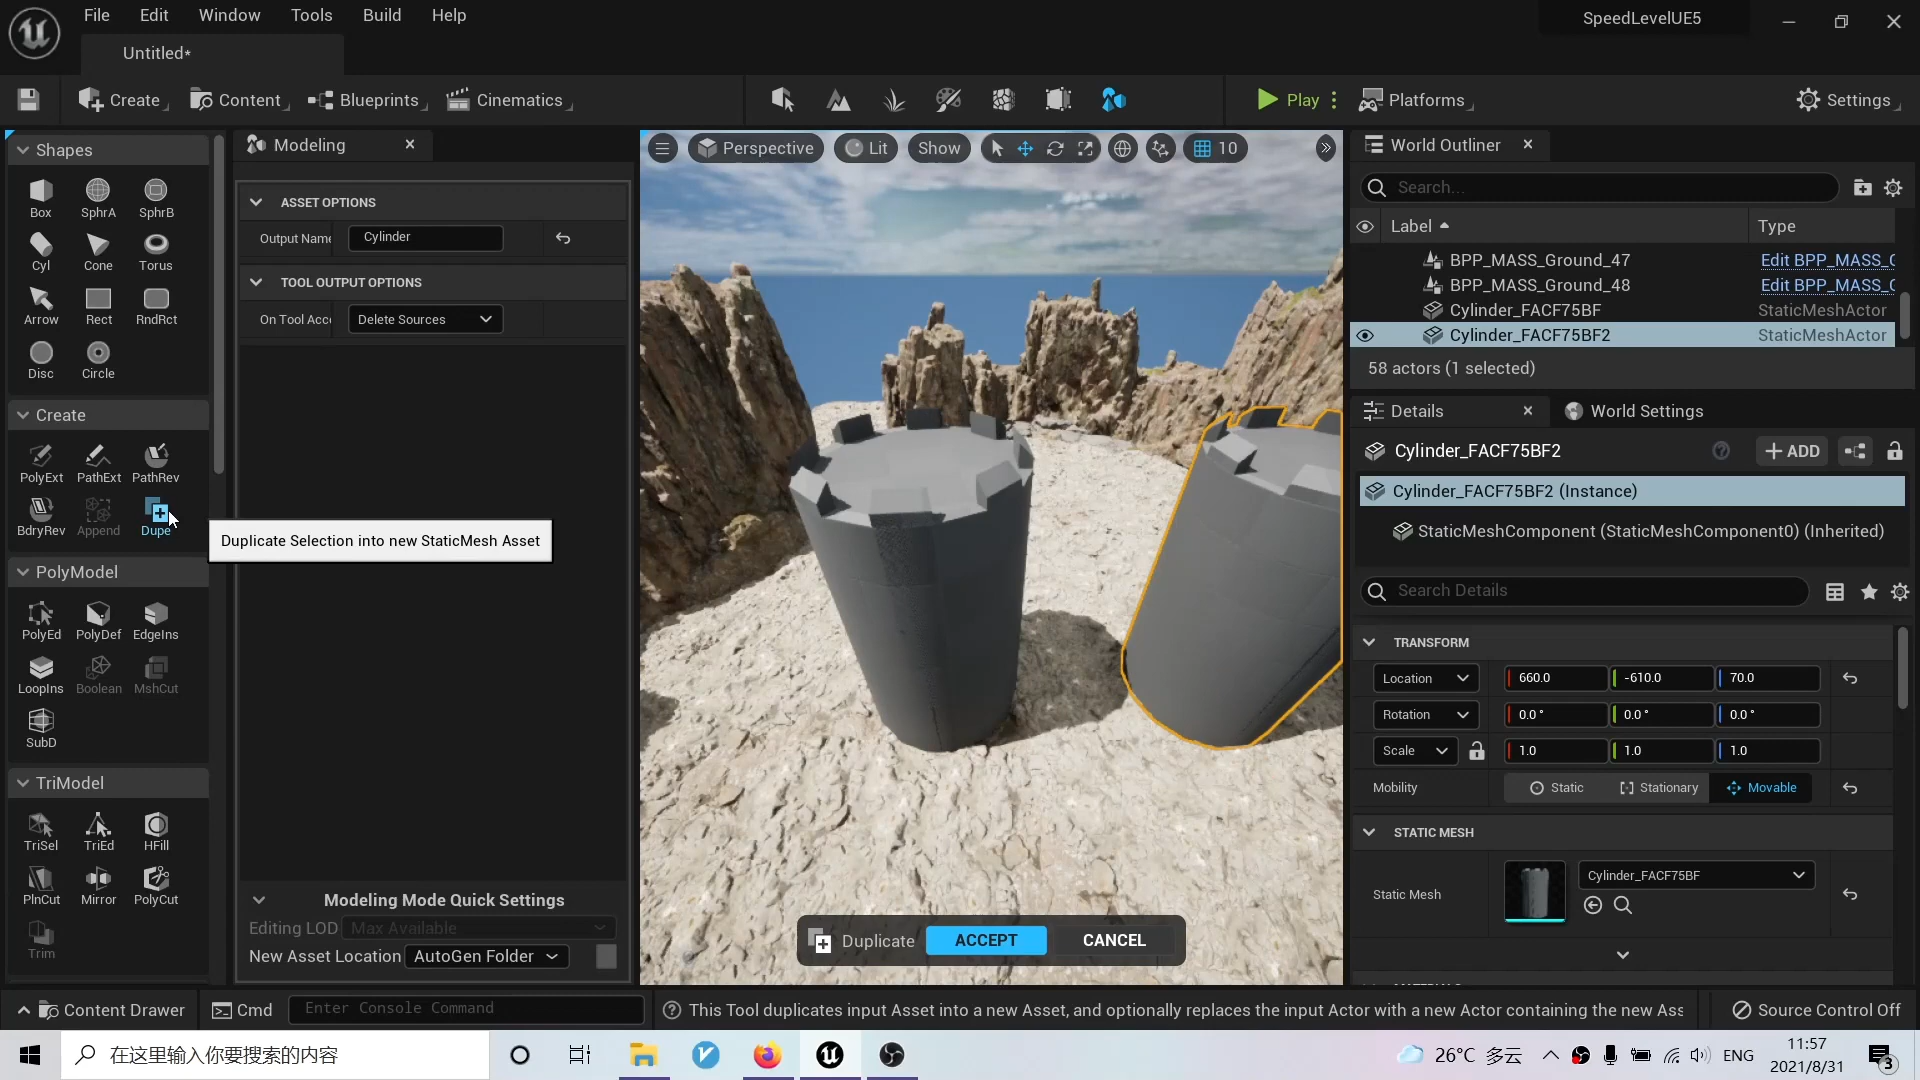 File Edit Window Tools Build Help
SpeedLevelUE5
Untitled*
Create Content Blueprints Cinematics
Play Platforms Settings
Shapes
Box SphrA SphrB
Cyl Cone Torus
Arrow Rect RndRct
Disc Circle
Create
PolyExt PathExt PathRev
BdryRev Append Dupe
PolyModel
PolyEd PolyDef EdgeIns
LoopIns Boolean MshCut
SubD
TriModel
TriSel TriEd HFill
PlnCut Mirror PolyCut
Trim
Modeling
ASSET OPTIONS
Output Name Cylinder
TOOL OUTPUT OPTIONS
On Tool Acce Delete Sources
Duplicate Selection into new StaticMesh Asset
Modeling Mode Quick Settings
Editing LOD Max Available
New Asset Location AutoGen Folder
Perspective Lit Show 10
Duplicate ACCEPT CANCEL
World Outliner
Search...
Label Type
BPP_MASS_Ground_47 Edit BPP_MASS_G
BPP_MASS_Ground_48 Edit BPP_MASS_G
Cylinder_FACF75BF StaticMeshActor
Cylinder_FACF75BF2 StaticMeshActor
58 actors (1 selected)
Details World Settings
Cylinder_FACF75BF2 ADD
Cylinder_FACF75BF2 (Instance)
StaticMeshComponent (StaticMeshComponent0) (Inherited)
Search Details
TRANSFORM
Location 660.0 -610.0 70.0
Rotation 0.0 ° 0.0 ° 0.0 °
Scale 1.0 1.0 1.0
Mobility Static Stationary Movable
STATIC MESH
Static Mesh Cylinder_FACF75BF
Content Drawer Cmd Enter Console Command
This Tool duplicates input Asset into a new Asset, and optionally replaces the input Actor with a new Actor containing the new Ass
Source Control Off
在这里输入你要搜索的内容
26°C 多云
ENG
11:57
2021/8/31
3